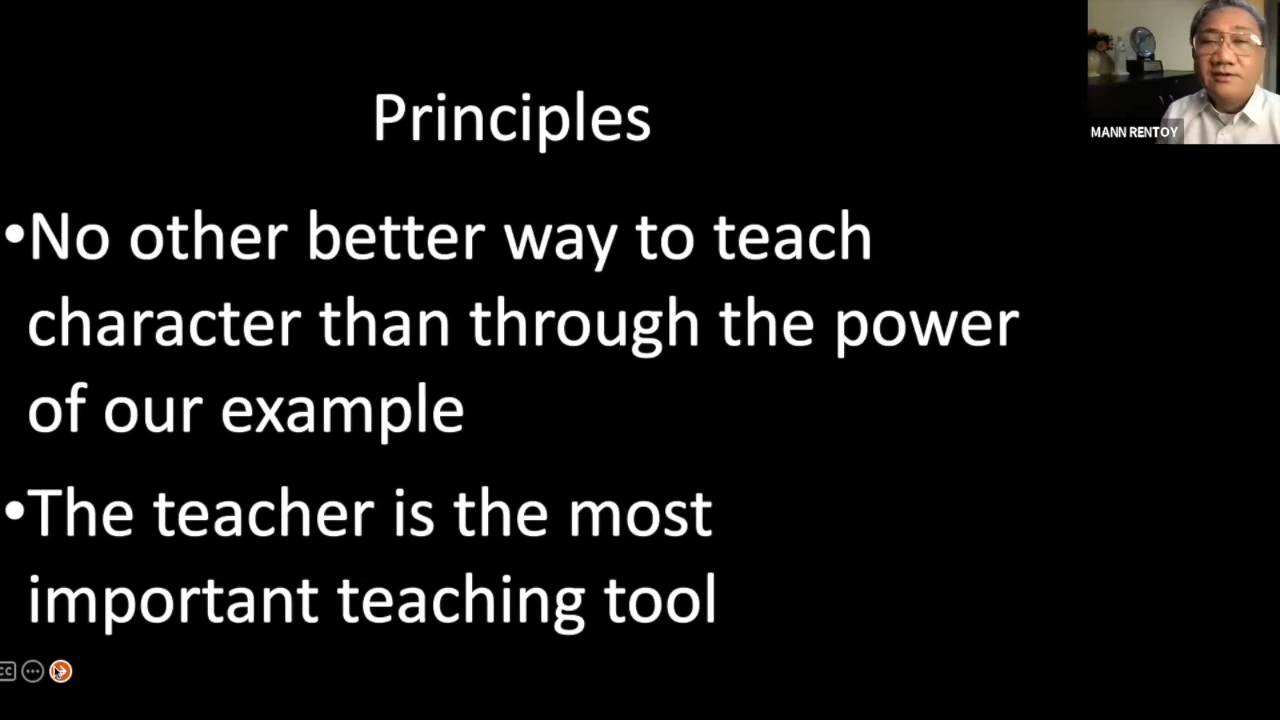 Principles
MANN RENTOY
•No other better way to teach
character than through the power
of our example
•The teacher is the most
important teaching tool
CC